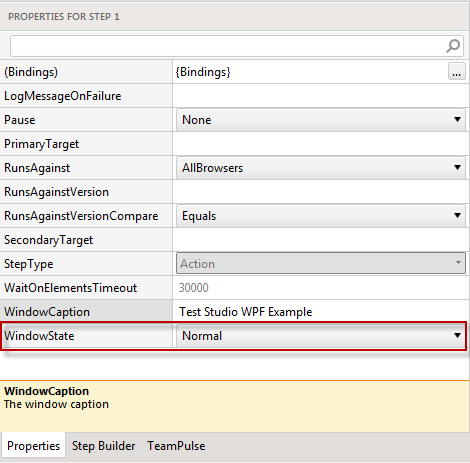 PROPERTIES FOR STEP 1
(Bindings) {Bindings} ...
LogMessageOnFailure
Pause None
PrimaryTarget
RunsAgainst AllBrowsers
RunsAgainstVersion
RunsAgainstVersionCompare Equals
SecondaryTarget
StepType Action
WaitOnElementsTimeout 30000
WindowCaption Test Studio WPF Example
WindowState Normal
WindowCaption
The window caption
Properties Step Builder TeamPulse